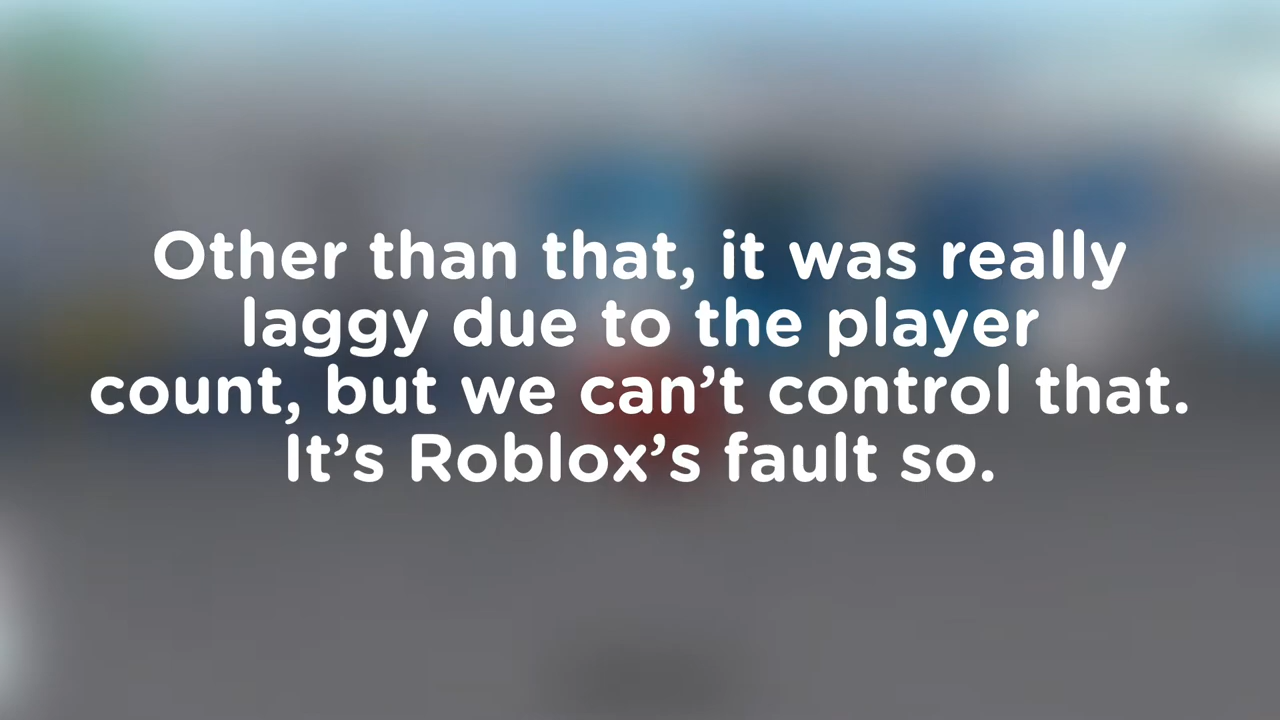 Other than that, it was really
laggy due to the player
count, but we can’t control that.
It’s Roblox’s fault so.